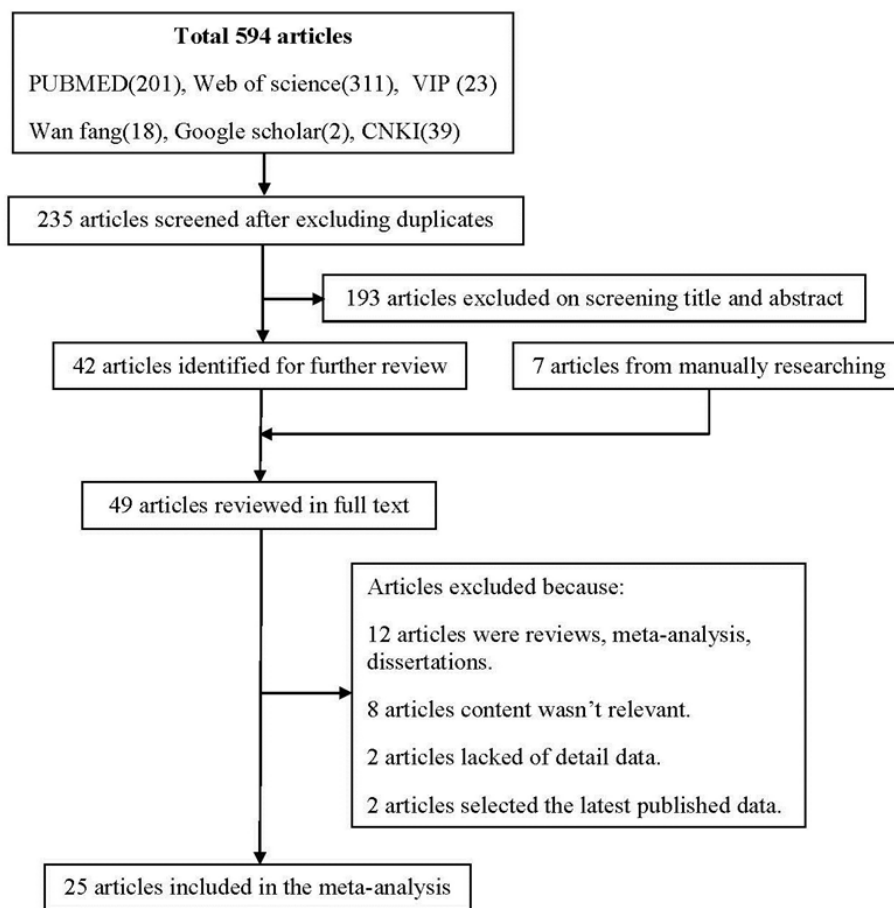 Total 594 articles
PUBMED(201), Web of science(311), VIP (23)
Wan fang(18), Google scholar(2), CNKI(39)
235 articles screened after excluding duplicates
193 articles excluded on screening title and abstract
42 articles identified for further review
7 articles from manually researching
49 articles reviewed in full text
Articles excluded because:
12 articles were reviews, meta-analysis,
dissertations.
8 articles content wasn't relevant.
2 articles lacked of detail data.
2 articles selected the latest published data.
25 articles included in the meta-analysis